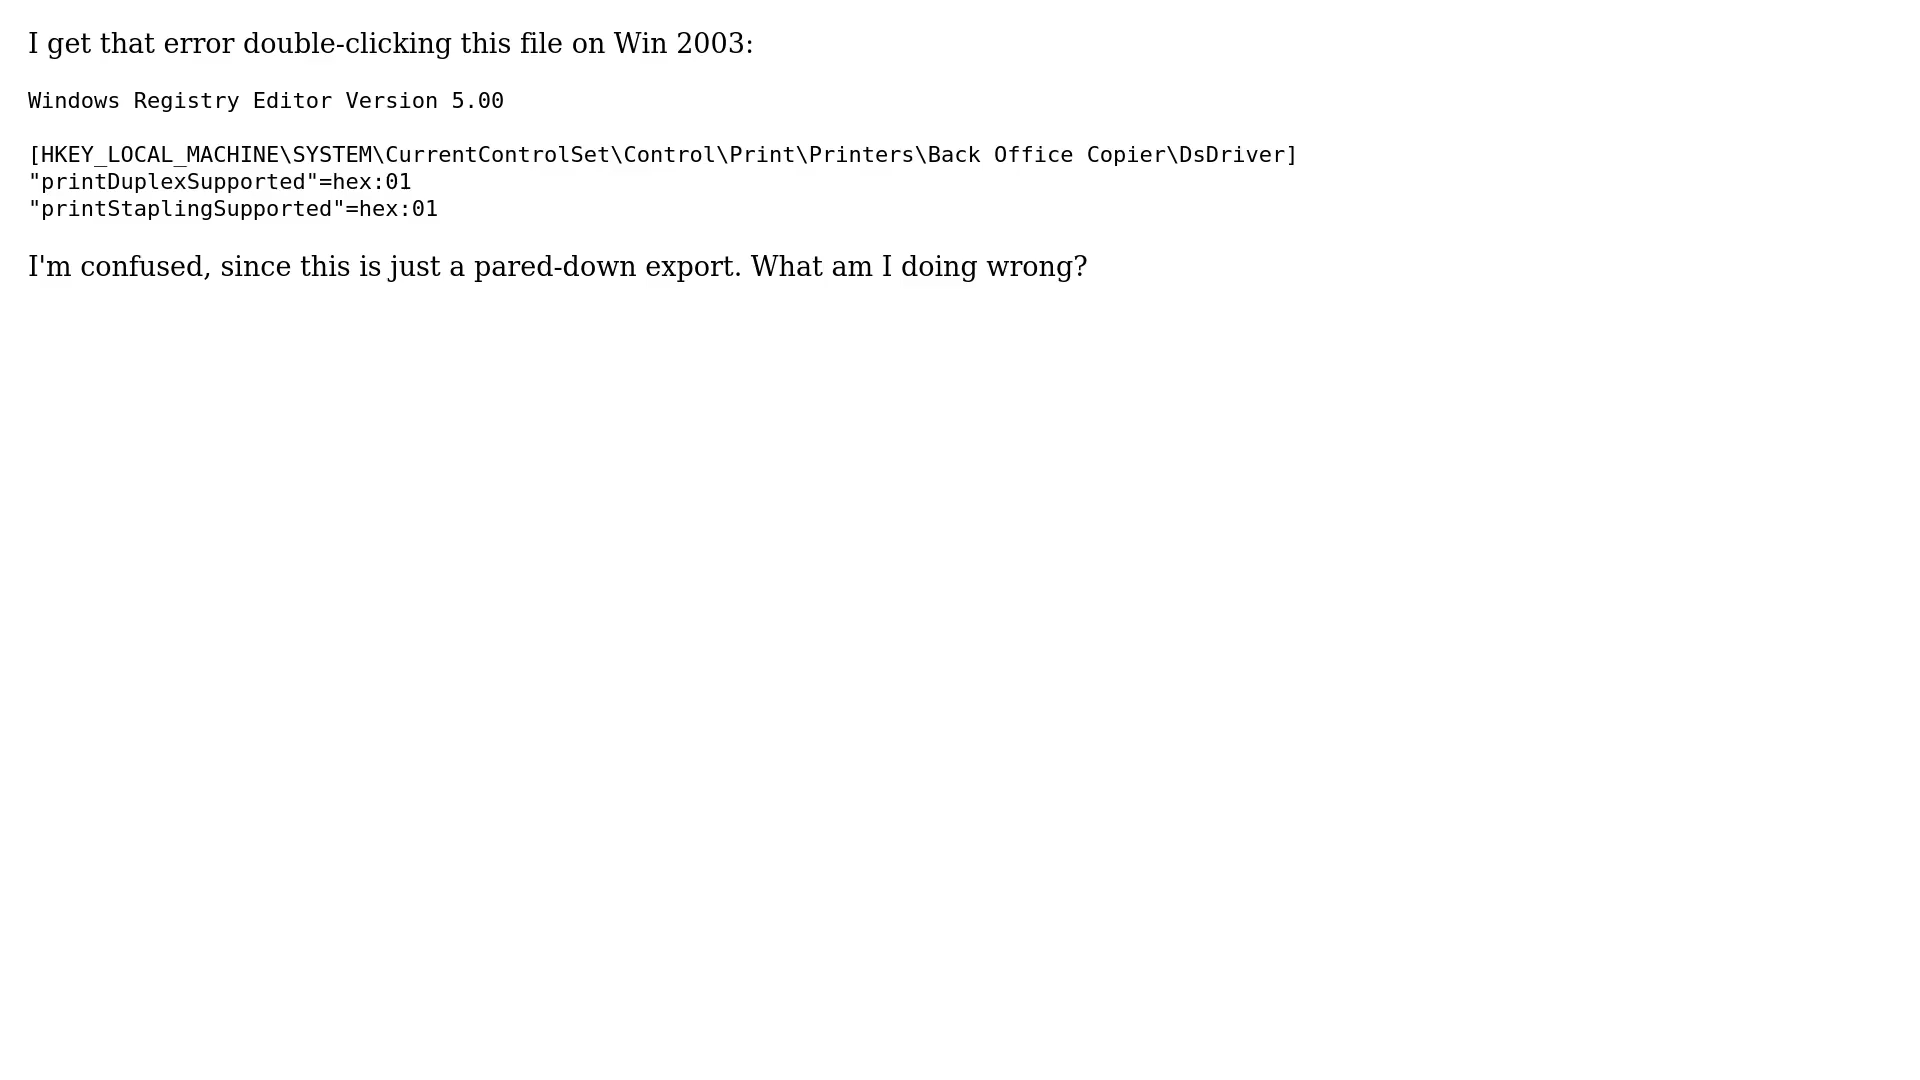 I get that error double-clicking this file on Win 2003:
Windows Registry Editor Version 5.00
[HKEY_LOCAL_MACHINE\SYSTEM\CurrentControlSet\Control\Print\Printers\Back Office Copier\DsDriver]
"printDuplexSupported"=hex:01
"printStaplingSupported"=hex:01
I'm confused, since this is just a pared-down export. What am I doing wrong?